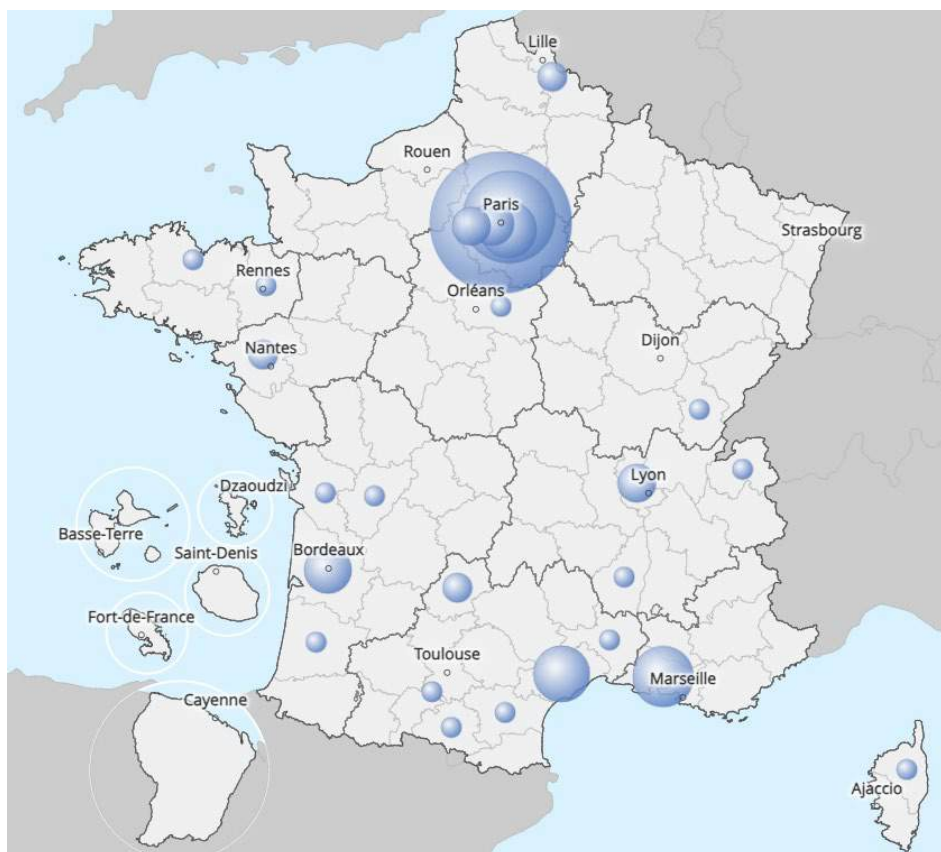 Lille
Rouen
Paris
Strasbourg
Rennes
Orléans
Dijon
Nantes
Lyon
Dzaoudzi
Basse-Terre
Saint-Denis
Bordeaux
Fort-de-France
Toulouse
Marseille
Cayenne
Ajaccio